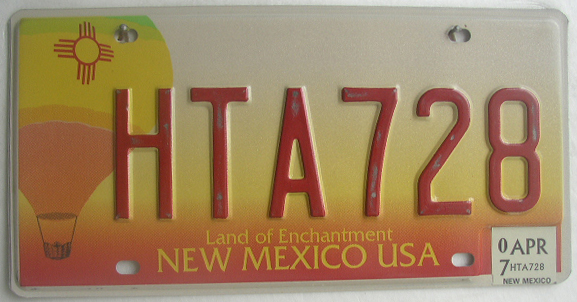 HTA728
Land of Enchantment
NEW MEXICO USA
0 APR
7 HTA728
NEW MEXICO